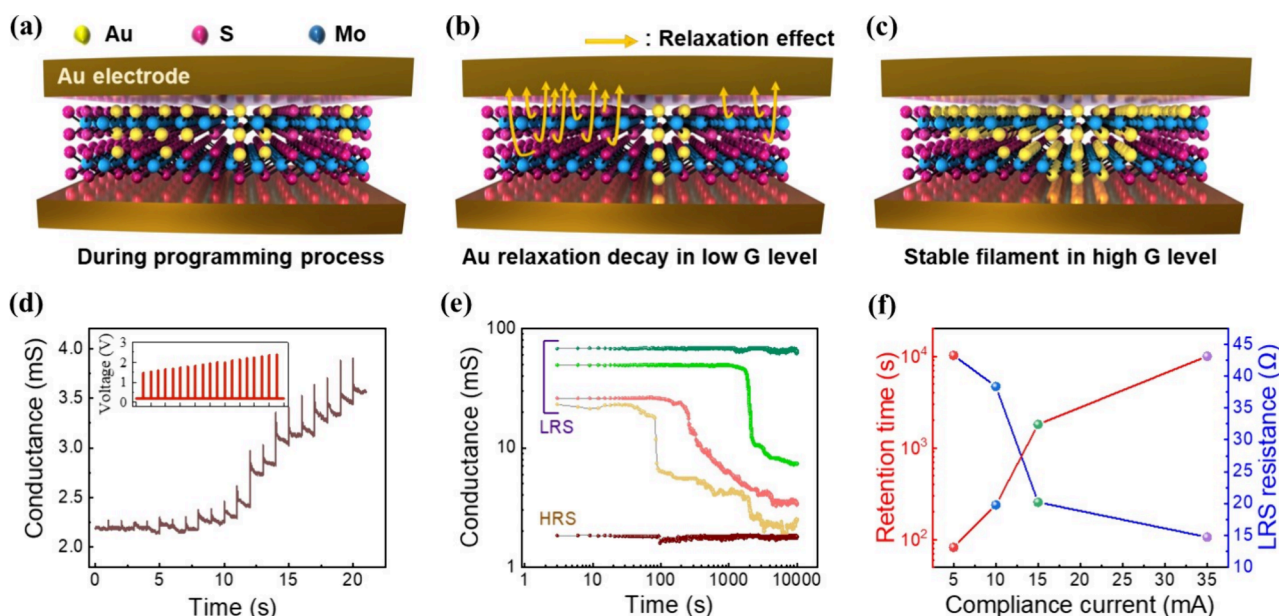 (a) Au S Mo
Au electrode
During programming process
(b) : Relaxation effect
Au relaxation decay in low G level
(c)
Stable filament in high G level
(d)
Conductance (mS)
4.0
3.5
3.0
2.5
2.0
0 5 10 15 20
Time (s)
Voltage (V)
3
2
1
0
(e)
Conductance (mS)
100
10
1
LRS
HRS
1 10 100 1000 10000
Time (s)
(f)
Retention time (s)
10⁴
10³
10²
5 10 15 20 25 30 35
Compliance current (mA)
45
40
35
30
25
20
15
10
LRS resistance (Ω)